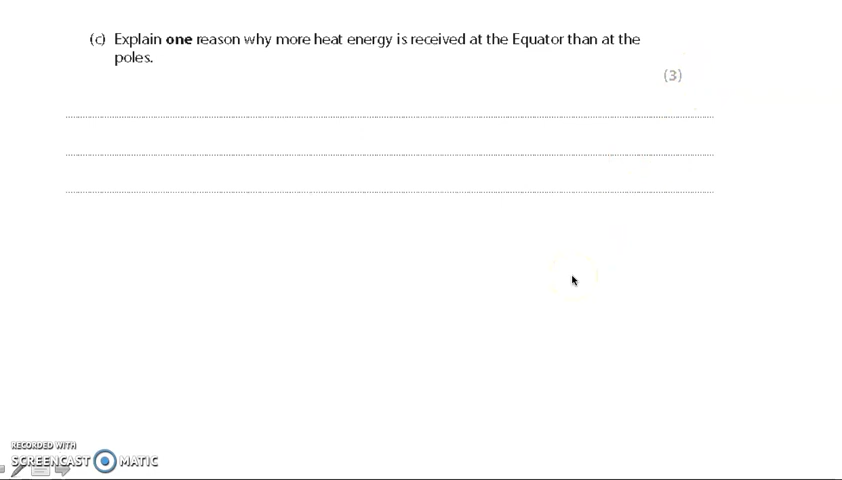 (c) Explain one reason why more heat energy is received at the Equator than at the
poles.
(3)
RECORDED WITH
SCREENCAST MATIC